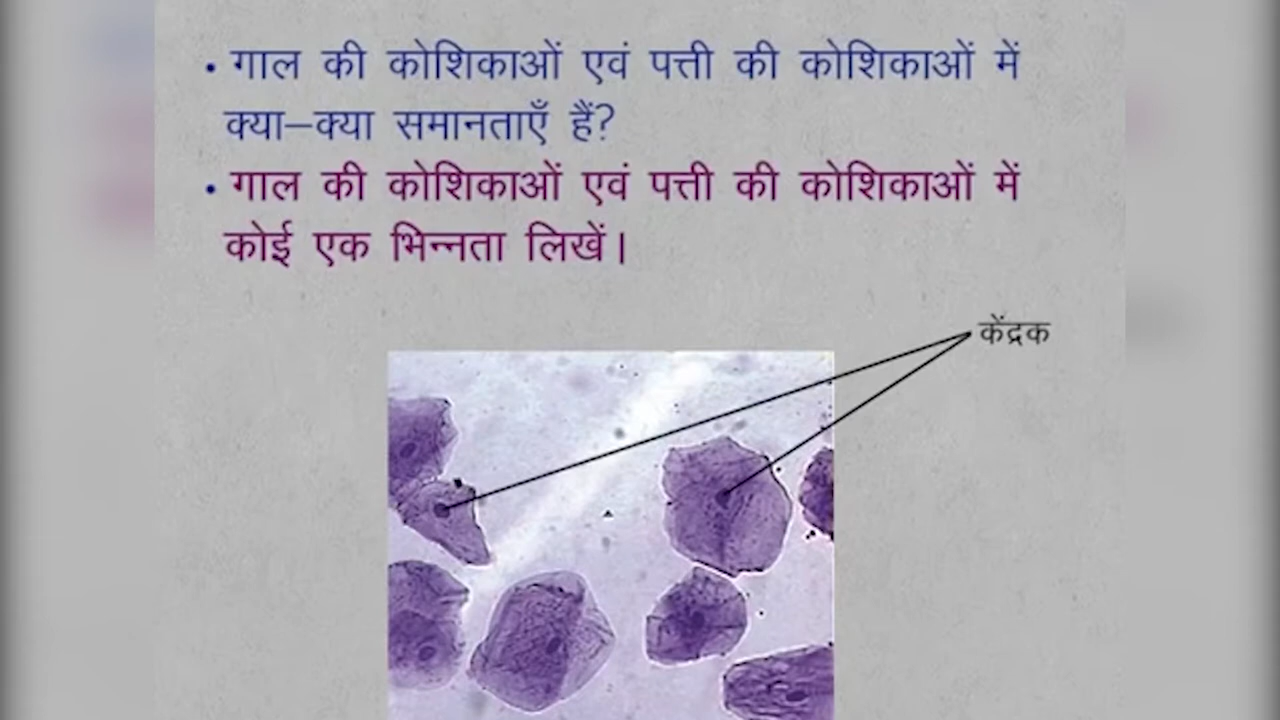 • गाल की कोशिकाओं एवं पत्ती की कोशिकाओं में
क्या–क्या समानताएँ हैं?
• गाल की कोशिकाओं एवं पत्ती की कोशिकाओं में
कोई एक भिन्नता लिखें।
केंद्रक